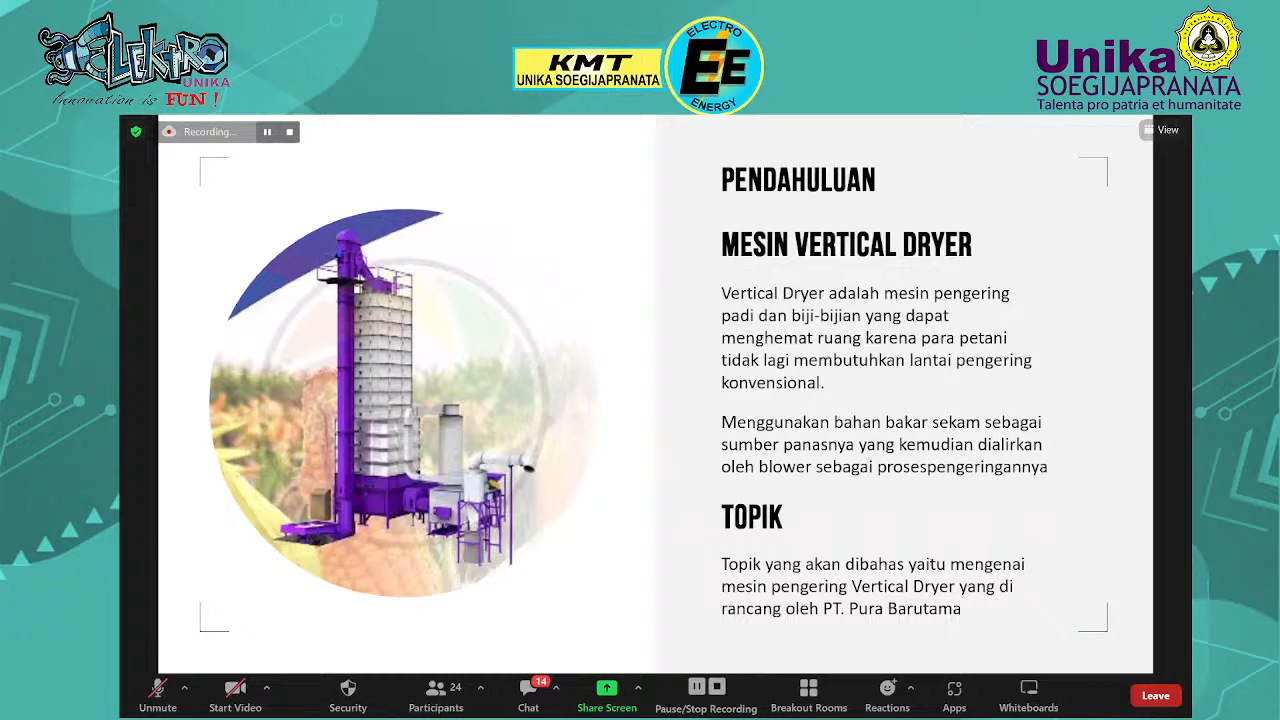 ELEKTRO
UNIKA
Innovation is FUN !
KMT
UNIKA SOEGIJAPRANATA
ELECTRO
EE
ENERGY
Unika
SOEGIJAPRANATA
Talenta pro patria et humanitate
Recording...
View
PENDAHULUAN
MESIN VERTICAL DRYER
Vertical Dryer adalah mesin pengering
padi dan biji-bijian yang dapat
menghemat ruang karena para petani
tidak lagi membutuhkan lantai pengering
konvensional.
Menggunakan bahan bakar sekam sebagai
sumber panasnya yang kemudian dialirkan
oleh blower sebagai prosespengeringannya
TOPIK
Topik yang akan dibahas yaitu mengenai
mesin pengering Vertical Dryer yang di
rancang oleh PT. Pura Barutama
24
14
Unmute
Start Video
Security
Participants
Chat
Share Screen
Pause/Stop Recording
Breakout Rooms
Reactions
Apps
Whiteboards
Leave